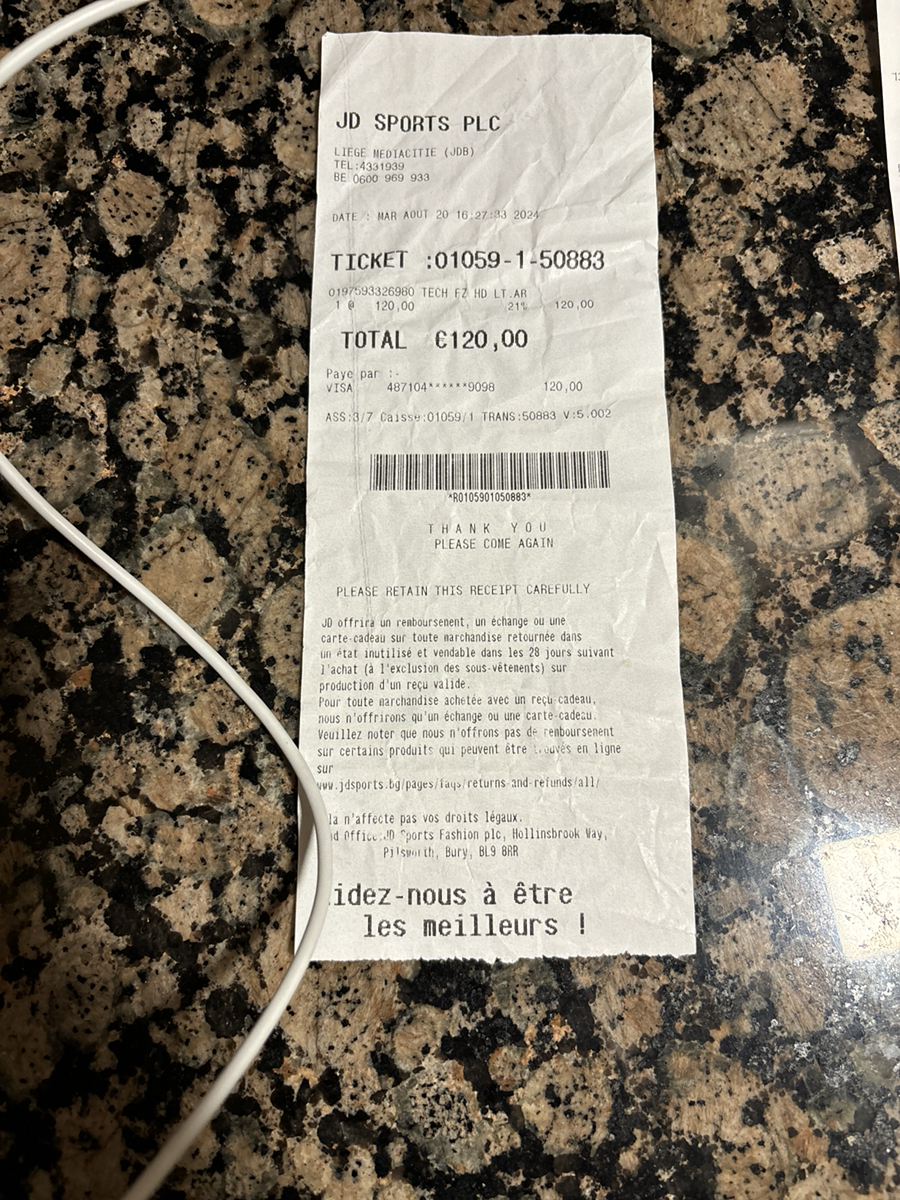 JD SPORTS PLC
LIEGE MEDIACITIE (JDB)
TEL:4331939
BE 0600 969 933
DATE : MAR AOUT 20 16:27:33 2024
TICKET :01059-1-50883
0197593326980 TECH FZ HD LT.AR
1 @ 120,00 21% 120,00
TOTAL €120,00
Paye par :-
VISA 487104******9098 120,00
ASS:3/7 Caisse:01059/1 TRANS:50883 V:5.002
*R0105901050883*
THANK YOU
PLEASE COME AGAIN
PLEASE RETAIN THIS RECEIPT CAREFULLY
JD offrira un remboursement, un échange ou une
carte-cadeau sur toute marchandise retournée dans
un état inutilisé et vendable dans les 28 jours suivant
l'achat (à l'exclusion des sous-vêtements) sur
production d'un reçu valide.
Pour toute marchandise achetée avec un reçu cadeau,
nous n'offrirons qu'un échange ou une carte-cadeau.
Veuillez noter que nous n'offrons pas de remboursement
sur certains produits qui peuvent être trouvés en ligne
sur
www.jdsports.bg/pages/faqs/returns-and-refunds/all/
la n'affecte pas vos droits légaux.
d Office:JD Sports Fashion plc, Hollinsbrook Way,
Pilsworth, Bury, BL9 8RR
idez-nous à être
les meilleurs !